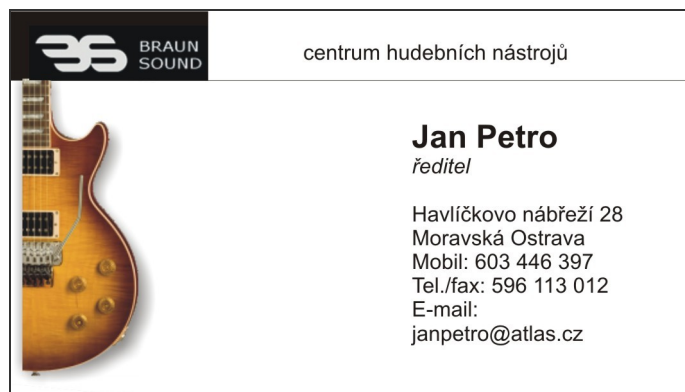 BRAUN
SOUND
centrum hudebních nástrojů
Jan Petro
ředitel
Havlíčkovo nábřeží 28
Moravská Ostrava
Mobil: 603 446 397
Tel./fax: 596 113 012
E-mail:
janpetro@atlas.cz